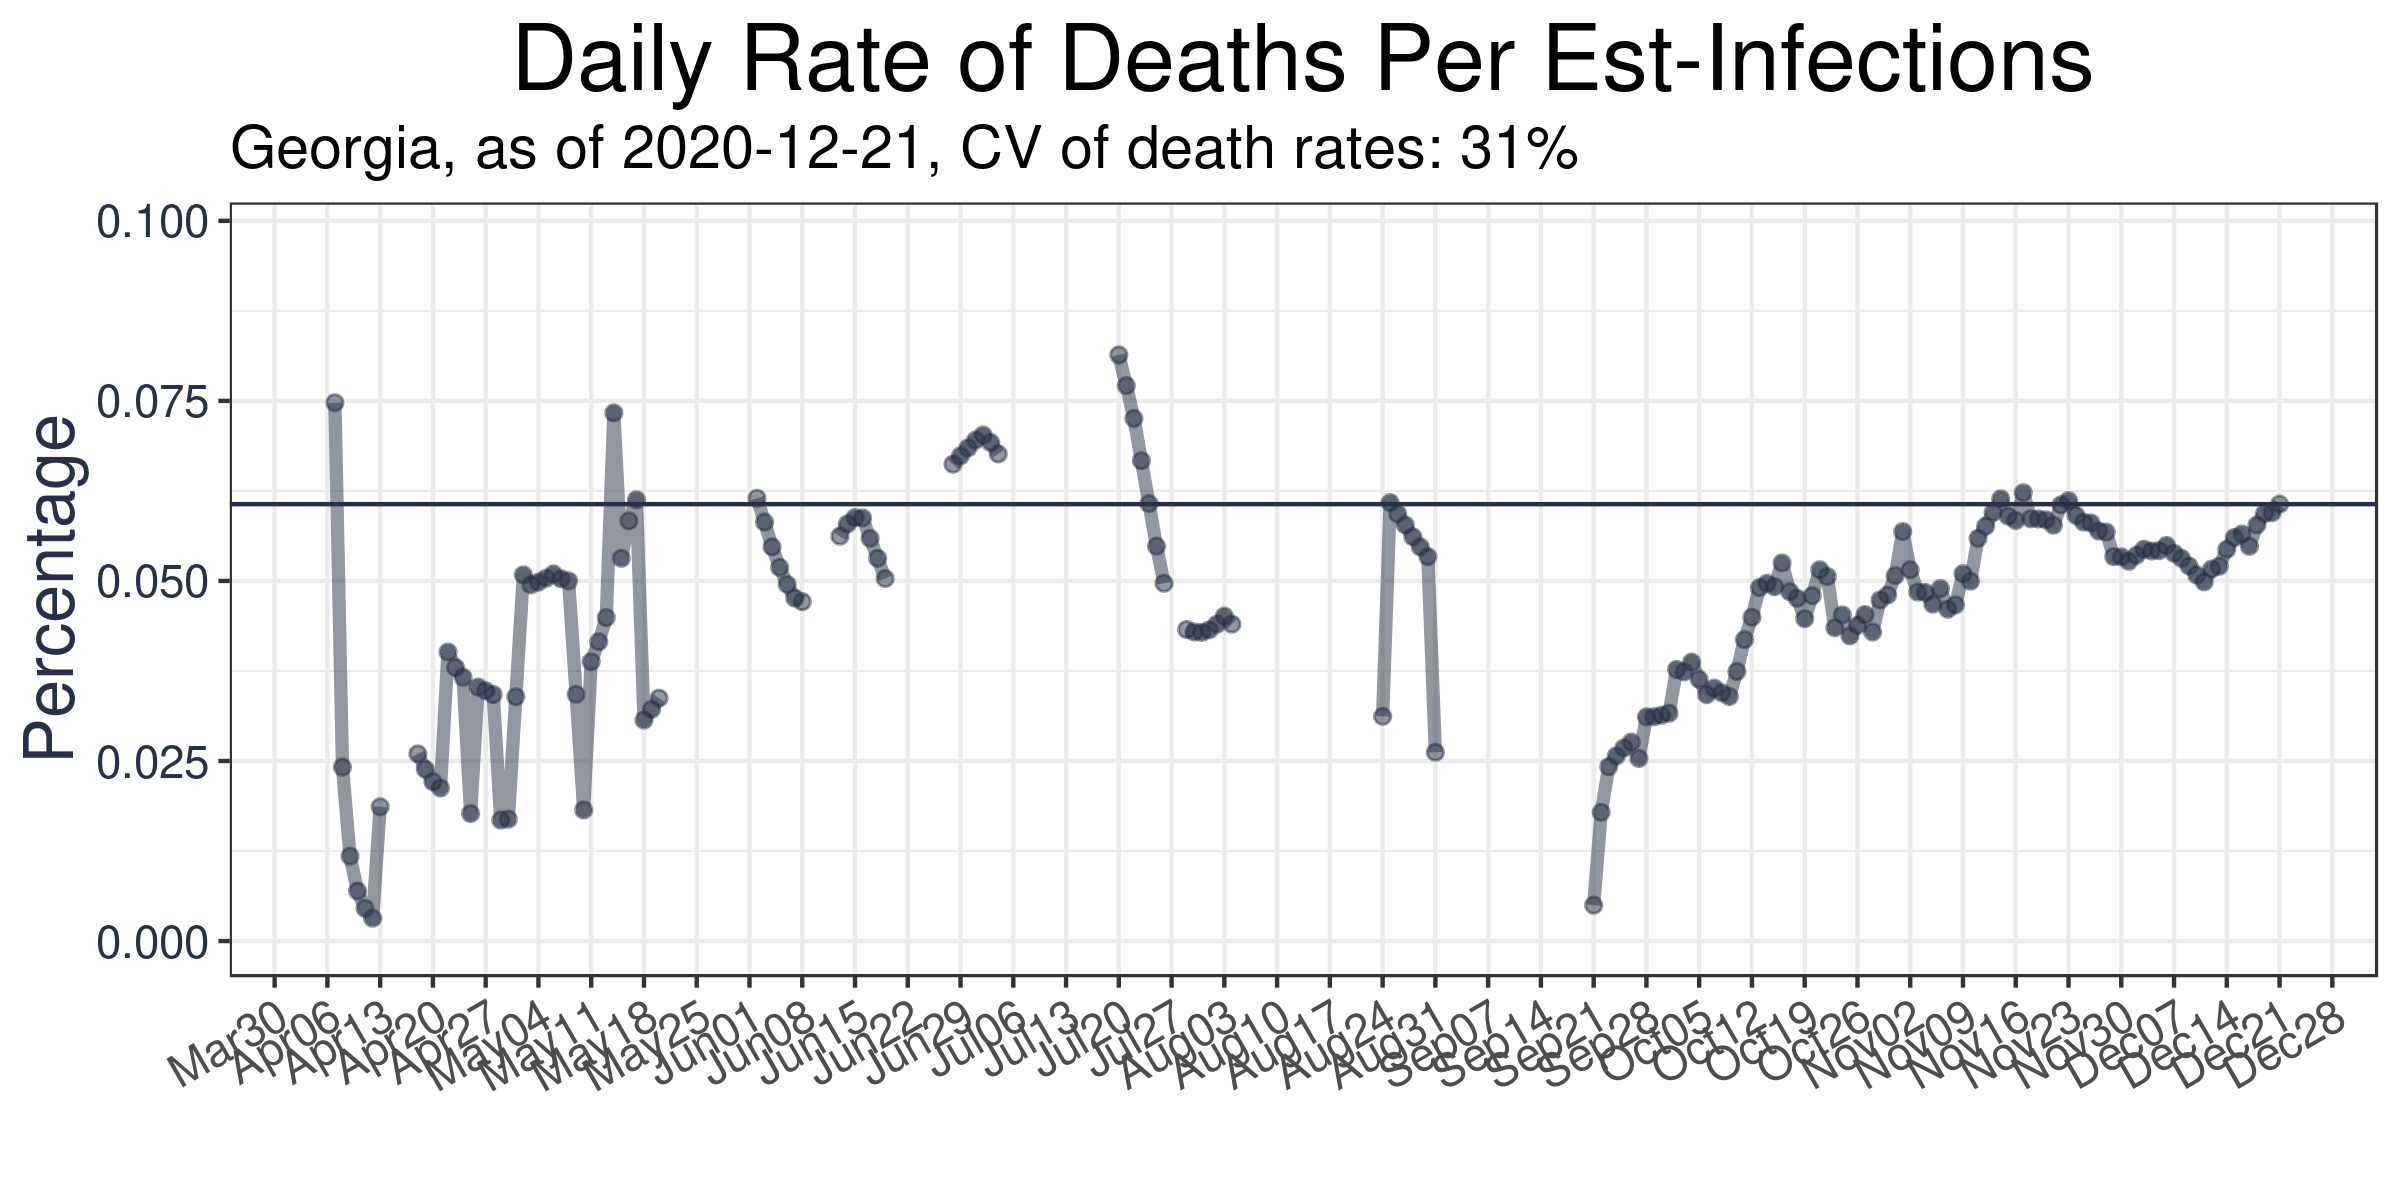 Daily Rate of Deaths Per Est-Infections
Georgia, as of 2020-12-21, CV of death rates: 31%
Percentage
0.100
0.075
0.050
0.025
0.000
Mar30
Apr06
Apr13
Apr20
Apr27
May04
May11
May18
May25
Jun01
Jun08
Jun15
Jun22
Jun29
Jul06
Jul13
Jul20
Jul27
Aug03
Aug10
Aug17
Aug24
Aug31
Sep07
Sep14
Sep21
Sep28
Oct05
Oct12
Oct19
Oct26
Nov02
Nov09
Nov16
Nov23
Nov30
Dec07
Dec14
Dec21
Dec28